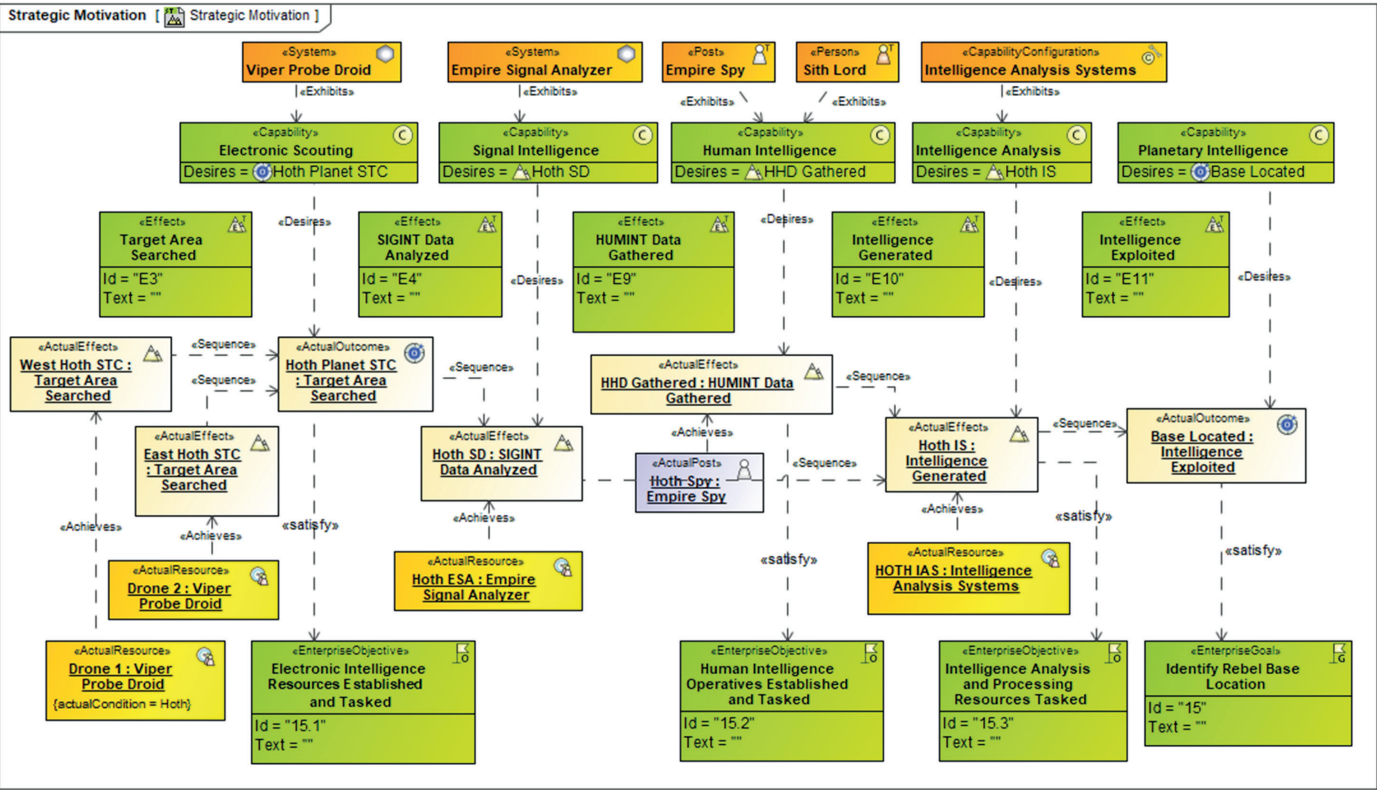 Strategic Motivation [ Strategic Motivation ]
«System»
Viper Probe Droid
«System»
Empire Signal Analyzer
«Post»
Empire Spy
«Person»
Sith Lord
«CapabilityConfiguration»
Intelligence Analysis Systems
«Exhibits»
«Exhibits»
«Exhibits»
«Exhibits»
«Exhibits»
«Capability»
Electronic Scouting
Desires = Hoth Planet STC
«Capability»
Signal Intelligence
Desires = Hoth SD
«Capability»
Human Intelligence
Desires = HHD Gathered
«Capability»
Intelligence Analysis
Desires = Hoth IS
«Capability»
Planetary Intelligence
Desires = Base Located
«Effect»
Target Area
Searched
Id = "E3"
Text = ""
«Desires»
«Effect»
SIGINT Data
Analyzed
Id = "E4"
Text = ""
«Desires»
«Effect»
HUMINT Data
Gathered
Id = "E9"
Text = ""
«Desires»
«Effect»
Intelligence
Generated
Id = "E10"
Text = ""
«Desires»
«Effect»
Intelligence
Exploited
Id = "E11"
Text = ""
«Desires»
«ActualEffect»
West Hoth STC :
Target Area
Searched
«Sequence»
«Sequence»
«ActualOutcome»
Hoth Planet STC
: Target Area
Searched
«Sequence»
«ActualEffect»
HHD Gathered : HUMINT Data
Gathered
«Sequence»
«ActualEffect»
East Hoth STC
: Target Area
Searched
«ActualEffect»
Hoth SD : SIGINT
Data Analyzed
«Achieves»
«ActualPost»
Hoth Spy :
Empire Spy
«Sequence»
«ActualEffect»
Hoth IS :
Intelligence
Generated
«Sequence»
«ActualOutcome»
Base Located :
Intelligence
Exploited
«Achieves»
«Achieves»
«satisfy»
«Achieves»
«satisfy»
«Achieves»
«satisfy»
«satisfy»
«ActualResource»
Drone 2 : Viper
Probe Droid
«ActualResource»
Hoth ESA : Empire
Signal Analyzer
«ActualResource»
HOTH IAS : Intelligence
Analysis Systems
«ActualResource»
Drone 1 : Viper
Probe Droid
{actualCondition = Hoth}
«EnterpriseObjective»
Electronic Intelligence
Resources Established
and Tasked
Id = "15.1"
Text = ""
«EnterpriseObjective»
Human Intelligence
Operatives Established
and Tasked
Id = "15.2"
Text = ""
«EnterpriseObjective»
Intelligence Analysis
and Processing
Resources Tasked
Id = "15.3"
Text = ""
«EnterpriseGoal»
Identify Rebel Base
Location
Id = "15"
Text = ""